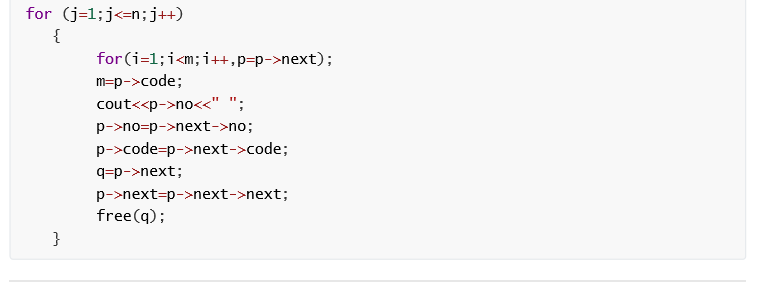 for (j=1;j<=n;j++)
{
for(i=1;i<m;i++,p=p->next);
m=p->code;
cout<<p->no<<" ";
p->no=p->next->no;
p->code=p->next->code;
q=p->next;
p->next=p->next->next;
free(q);
}